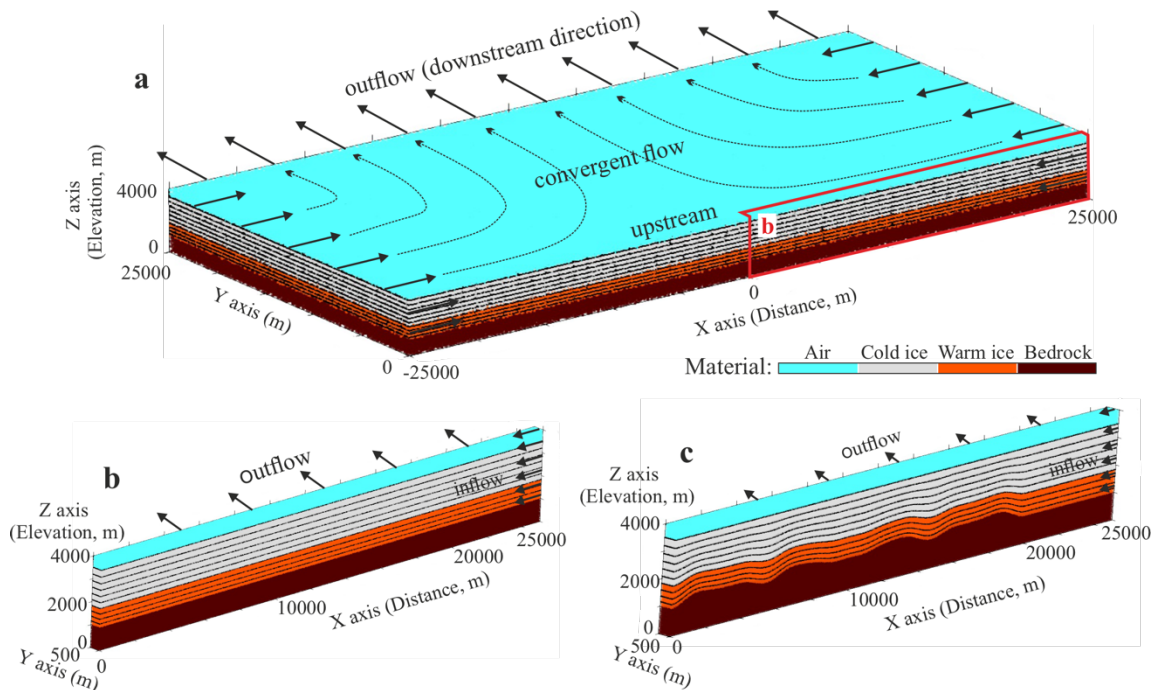 a
outflow (downstream direction)
convergent flow
upstream
b
Z axis
(Elevation, m)
4000
0
25000
Y axis (m)
0
-25000
0
25000
X axis (Distance, m)
Material:
Air
Cold ice
Warm ice
Bedrock
b
Outflow
inflow
Z axis
(Elevation, m)
4000
2000
0
500
Y axis (m)
0
10000
20000
25000
X axis (Distance, m)
c
Outflow
inflow
Z axis
(Elevation, m)
4000
2000
0
500
Y axis (m)
0
10000
20000
25000
X axis (Distance, m)